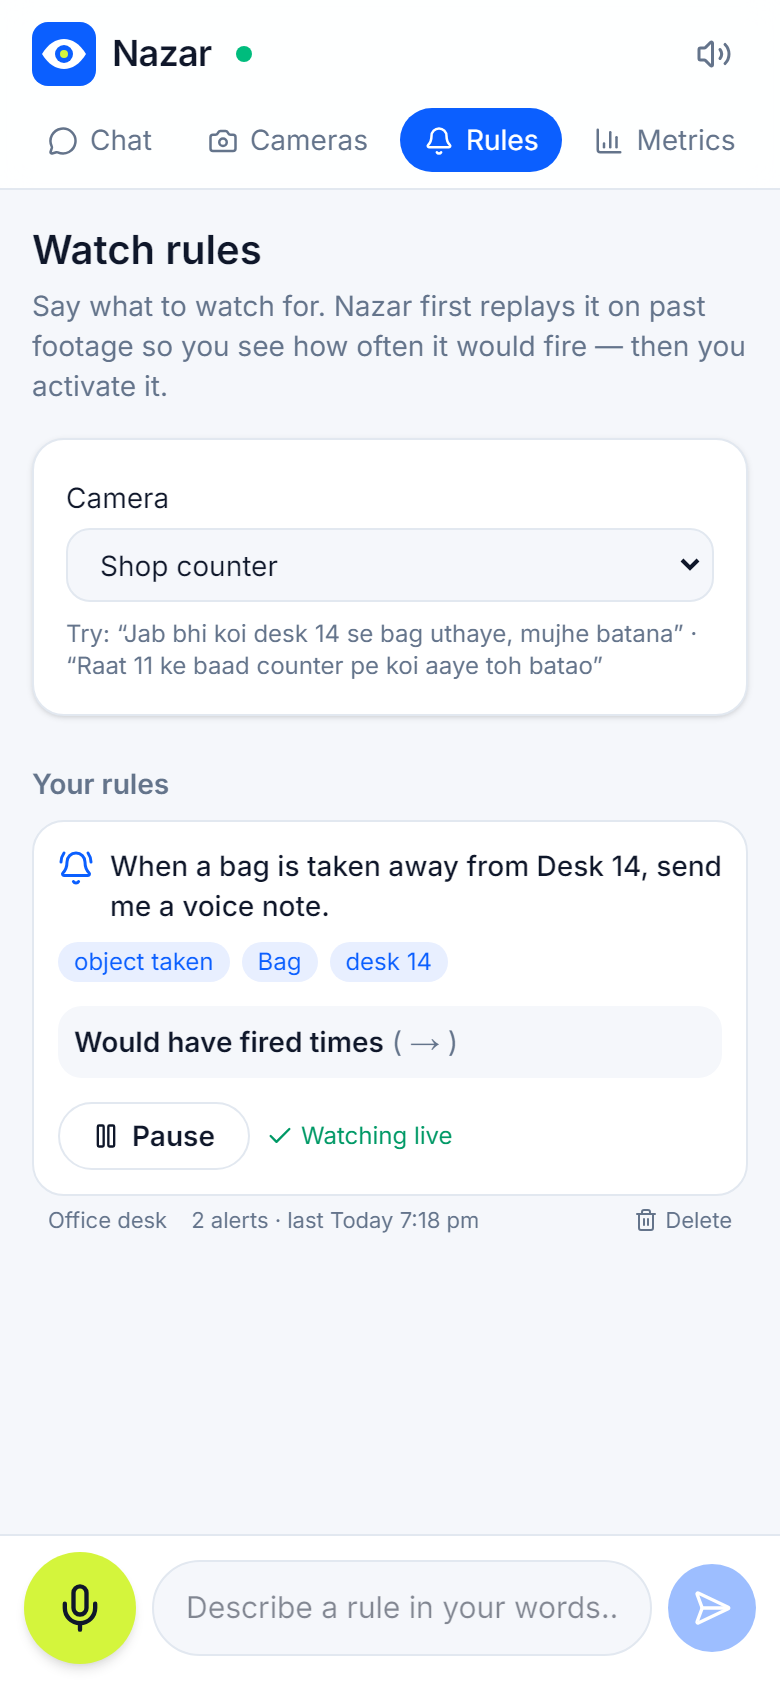 Nazar
Chat
Cameras
Rules
Metrics
Watch rules
Say what to watch for. Nazar first replays it on past
footage so you see how often it would fire — then you
activate it.
Camera
Shop counter
Try: “Jab bhi koi desk 14 se bag uthaye, mujhe batana” ·
“Raat 11 ke baad counter pe koi aaye toh batao”
Your rules
When a bag is taken away from Desk 14, send
me a voice note.
object taken
Bag
desk 14
Would have fired times ( → )
Pause
Watching live
Office desk
2 alerts · last Today 7:18 pm
Delete
Describe a rule in your words..